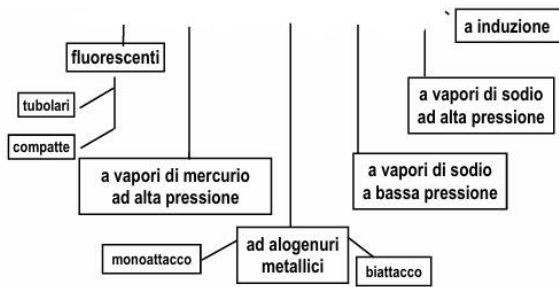 a induzione
fluorescenti
tubolari
compatte
a vapori di sodio
ad alta pressione
a vapori di mercurio
ad alta pressione
a vapori di sodio
a bassa pressione
ad alogenuri
metallici
monoattacco
biattacco